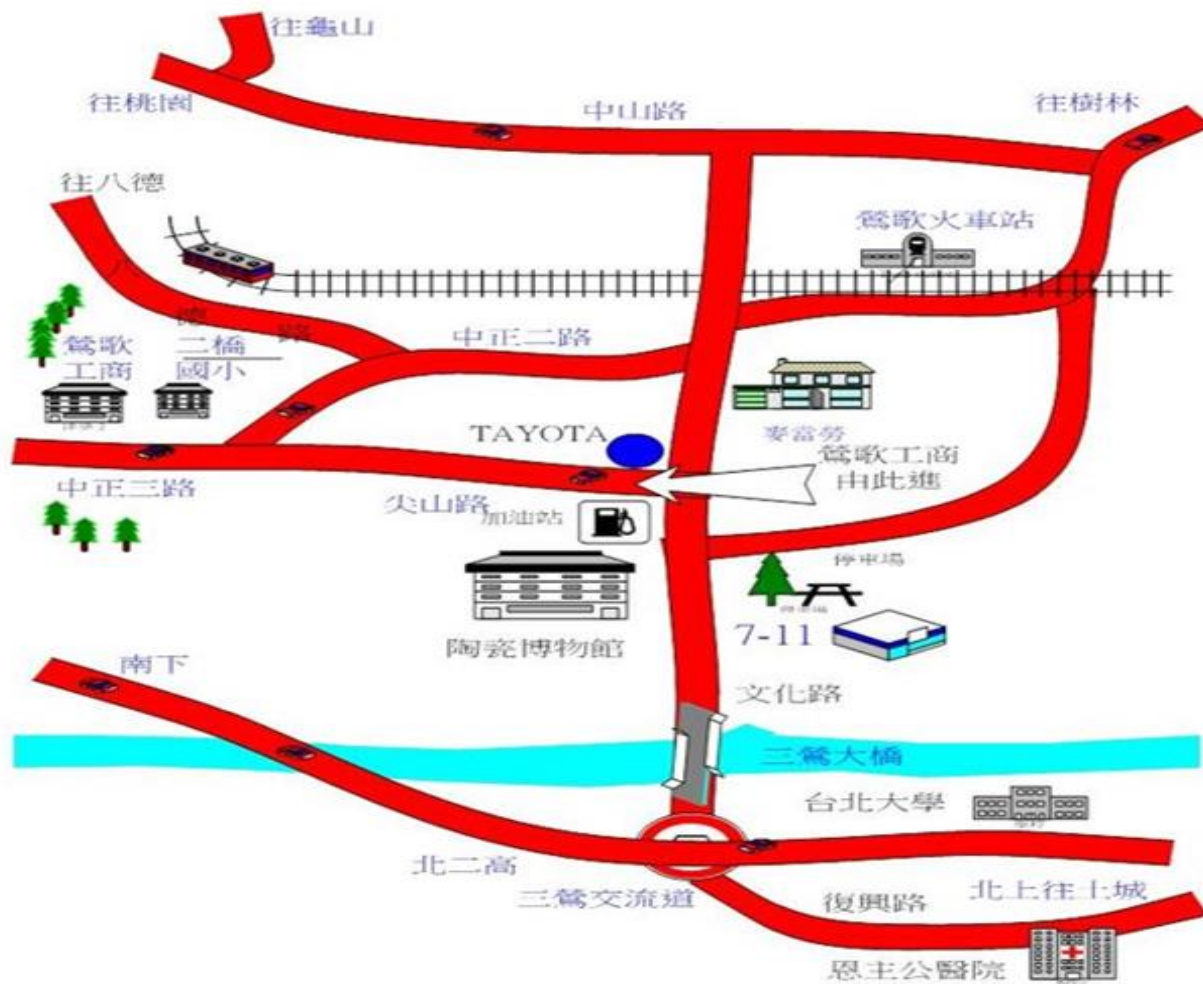 往龜山
往桃園
中山路
往樹林
往八德
鶯歌火車站
德
路
中正二路
鶯歌
工商
二橋
國小
TAYOTA
麥當勞
鶯歌工商
由此進
中正三路
尖山路
加油站
停車場
陶瓷博物館
7-11
南下
文化路
三鶯大橋
台北大學
北二高
三鶯交流道
復興路
北上往土城
恩主公醫院